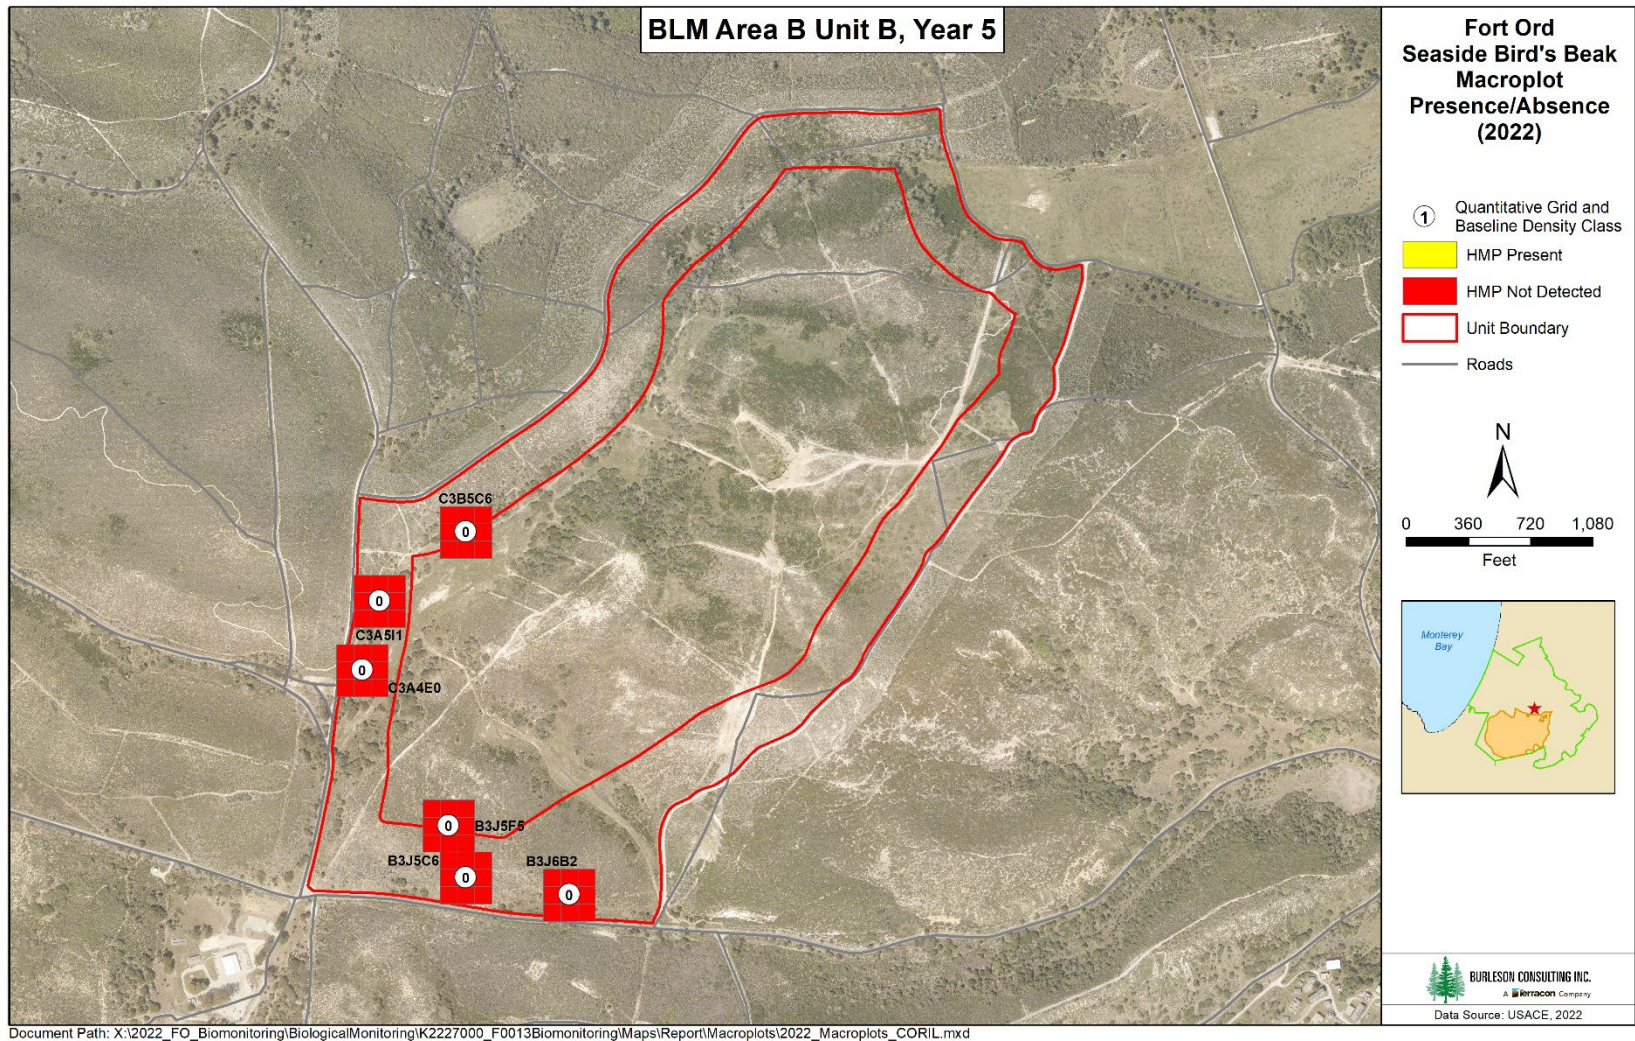 BLM Area B Unit B, Year 5
Fort Ord
Seaside Bird's Beak
Macroplot
Presence/Absence
(2022)
1
Quantitative Grid and
Baseline Density Class
HMP Present
HMP Not Detected
Unit Boundary
Roads
N
0 360 720 1,080
Feet
Monterey
Bay
C3B5C6
0
0
C3A5I1
0
C3A4E0
0
B3J5F5
B3J5C6
0
B3J6B2
0
BURLESON CONSULTING INC.
A Terracon Company
Data Source: USACE, 2022
Document Path: X:\2022_FO_Biomonitoring\BiologicalMonitoring\K2227000_F0013Biomonitoring\Maps\Report\Macroplots\2022_Macroplots_CORIL.mxd